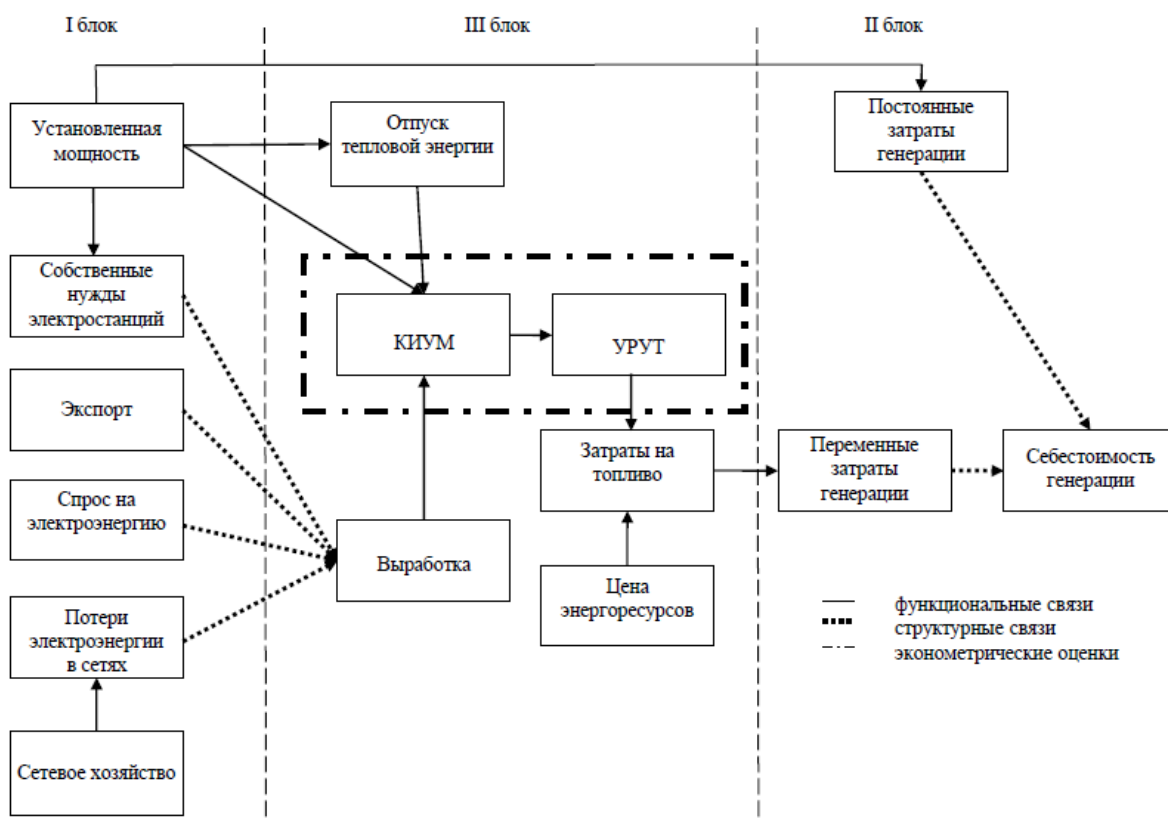 I блок
III блок
II блок
Установленная
мощность
Отпуск
тепловой энергии
Постоянные
затраты
генерации
Собственные
нужды
электростанций
КИУМ
УРУТ
Экспорт
Затраты на
топливо
Переменные
затраты
генерации
Себестоимость
генерации
Спрос на
электроэнергию
Выработка
Цена
энергоресурсов
Потери
электроэнергии
в сетях
Сетевое хозяйство
функциональные связи
структурные связи
эконометрические оценки